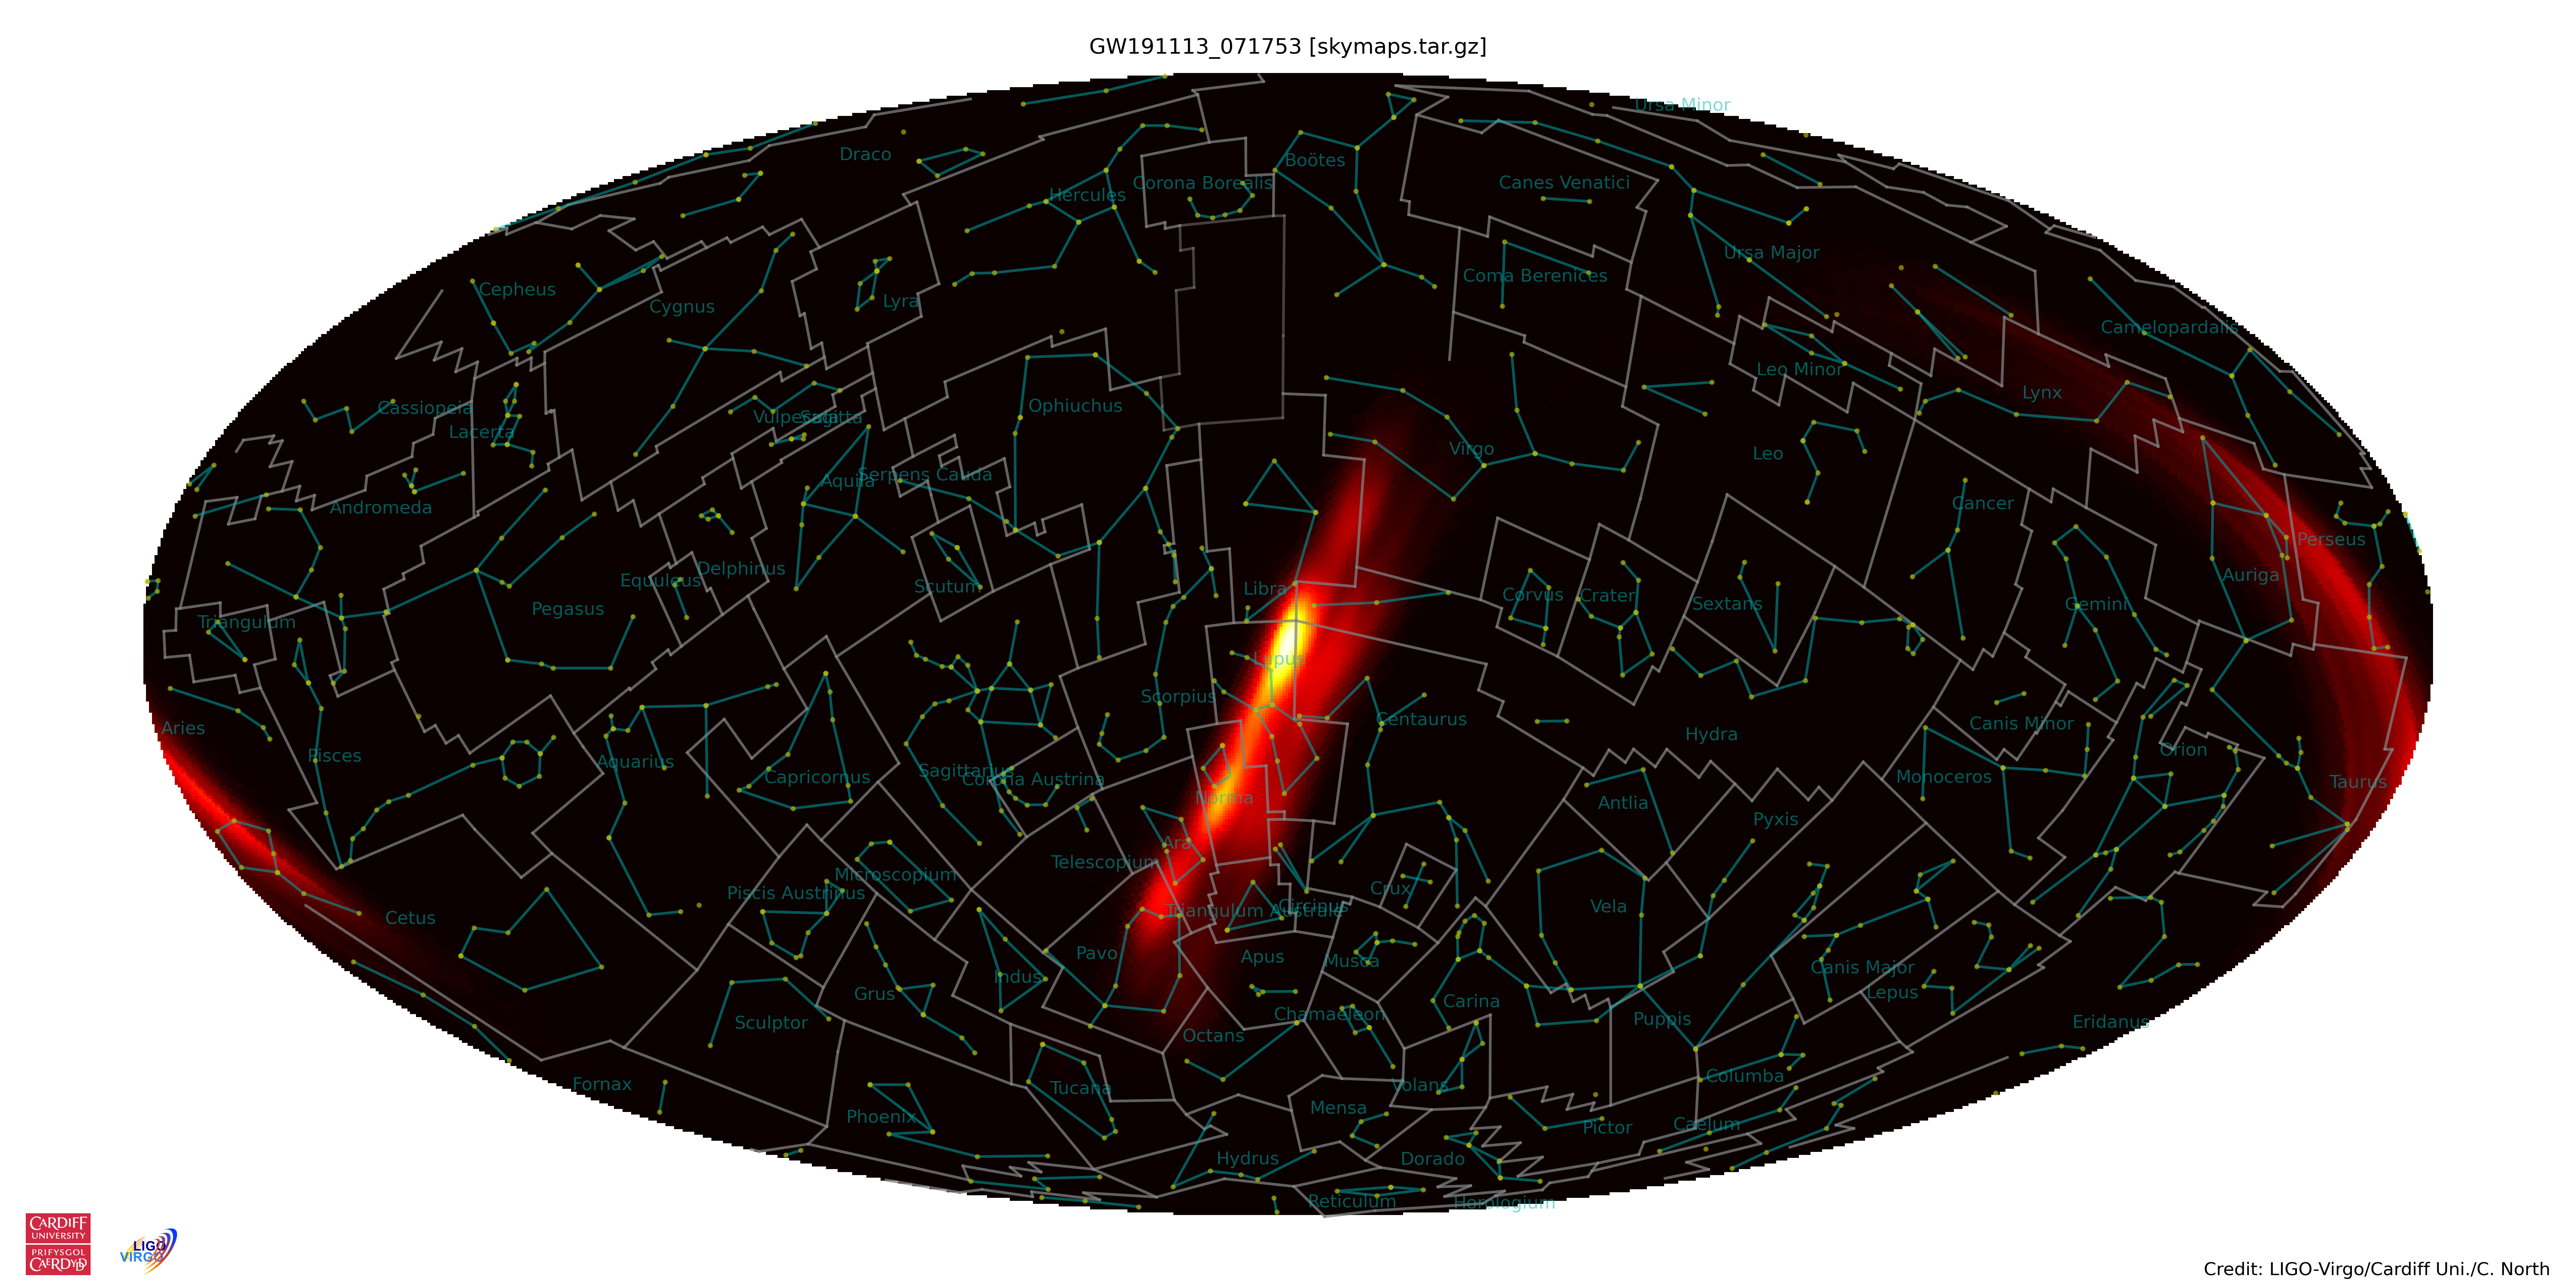 GW191113_071753 [skymaps.tar.gz]
Ursa Minor
Draco
Boötes
Corona Borealis
Canes Venatici
Hercules
Ursa Major
Coma Berenices
Cepheus
Lyra
Cygnus
Camelopardalis
Leo Minor
Lynx
Cassiopeia
Ophiuchus
Vulpecula
Sagitta
Lacerta
Virgo
Leo
Serpens Cauda
Aquila
Cancer
Andromeda
Perseus
Delphinus
Auriga
Equuleus
Scutum
Libra
Corvus
Crater
Sextans
Gemini
Pegasus
Triangulum
Lupus
Scorpius
Centaurus
Canis Minor
Aries
Hydra
Orion
Pisces
Aquarius
Sagittarius
Capricornus
Corona Austrina
Monoceros
Taurus
Norma
Antlia
Pyxis
Ara
Telescopium
Microscopium
Crux
Piscis Austrinus
Triangulum Australe
Circinus
Vela
Cetus
Pavo
Apus
Musca
Canis Major
Indus
Grus
Lepus
Carina
Chamaeleon
Sculptor
Puppis
Eridanus
Octans
Columba
Fornax
Tucana
Volans
Mensa
Phoenix
Caelum
Pictor
Hydrus
Dorado
Reticulum
Horologium
CARDIFF
UNIVERSITY
PRIFYSGOL
CAERDYDD
LIGO
VIRGO
Credit: LIGO-Virgo/Cardiff Uni./C. North